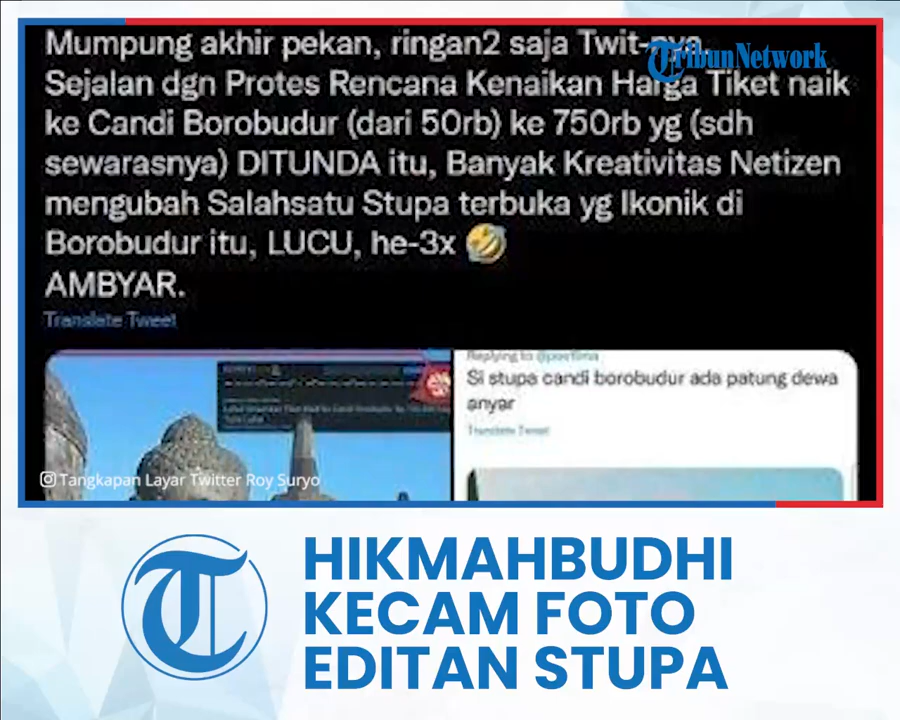 Mumpung akhir pekan, ringan2 saja Twit-nya.
TribunNetwork
Sejalan dgn Protes Rencana Kenaikan Harga Tiket naik
ke Candi Borobudur (dari 50rb) ke 750rb yg (sdh
sewarasnya) DITUNDA itu, Banyak Kreativitas Netizen
mengubah Salahsatu Stupa terbuka yg Ikonik di
Borobudur itu, LUCU, he-3x 🤣
AMBYAR.
Translate Tweet
Replying to
Si stupa candi borobudur ada patung dewa
anyar
Translate Tweet
Tangkapan Layar Twitter Roy Suryo
T
HIKMAHBUDHI
KECAM FOTO
EDITAN STUPA